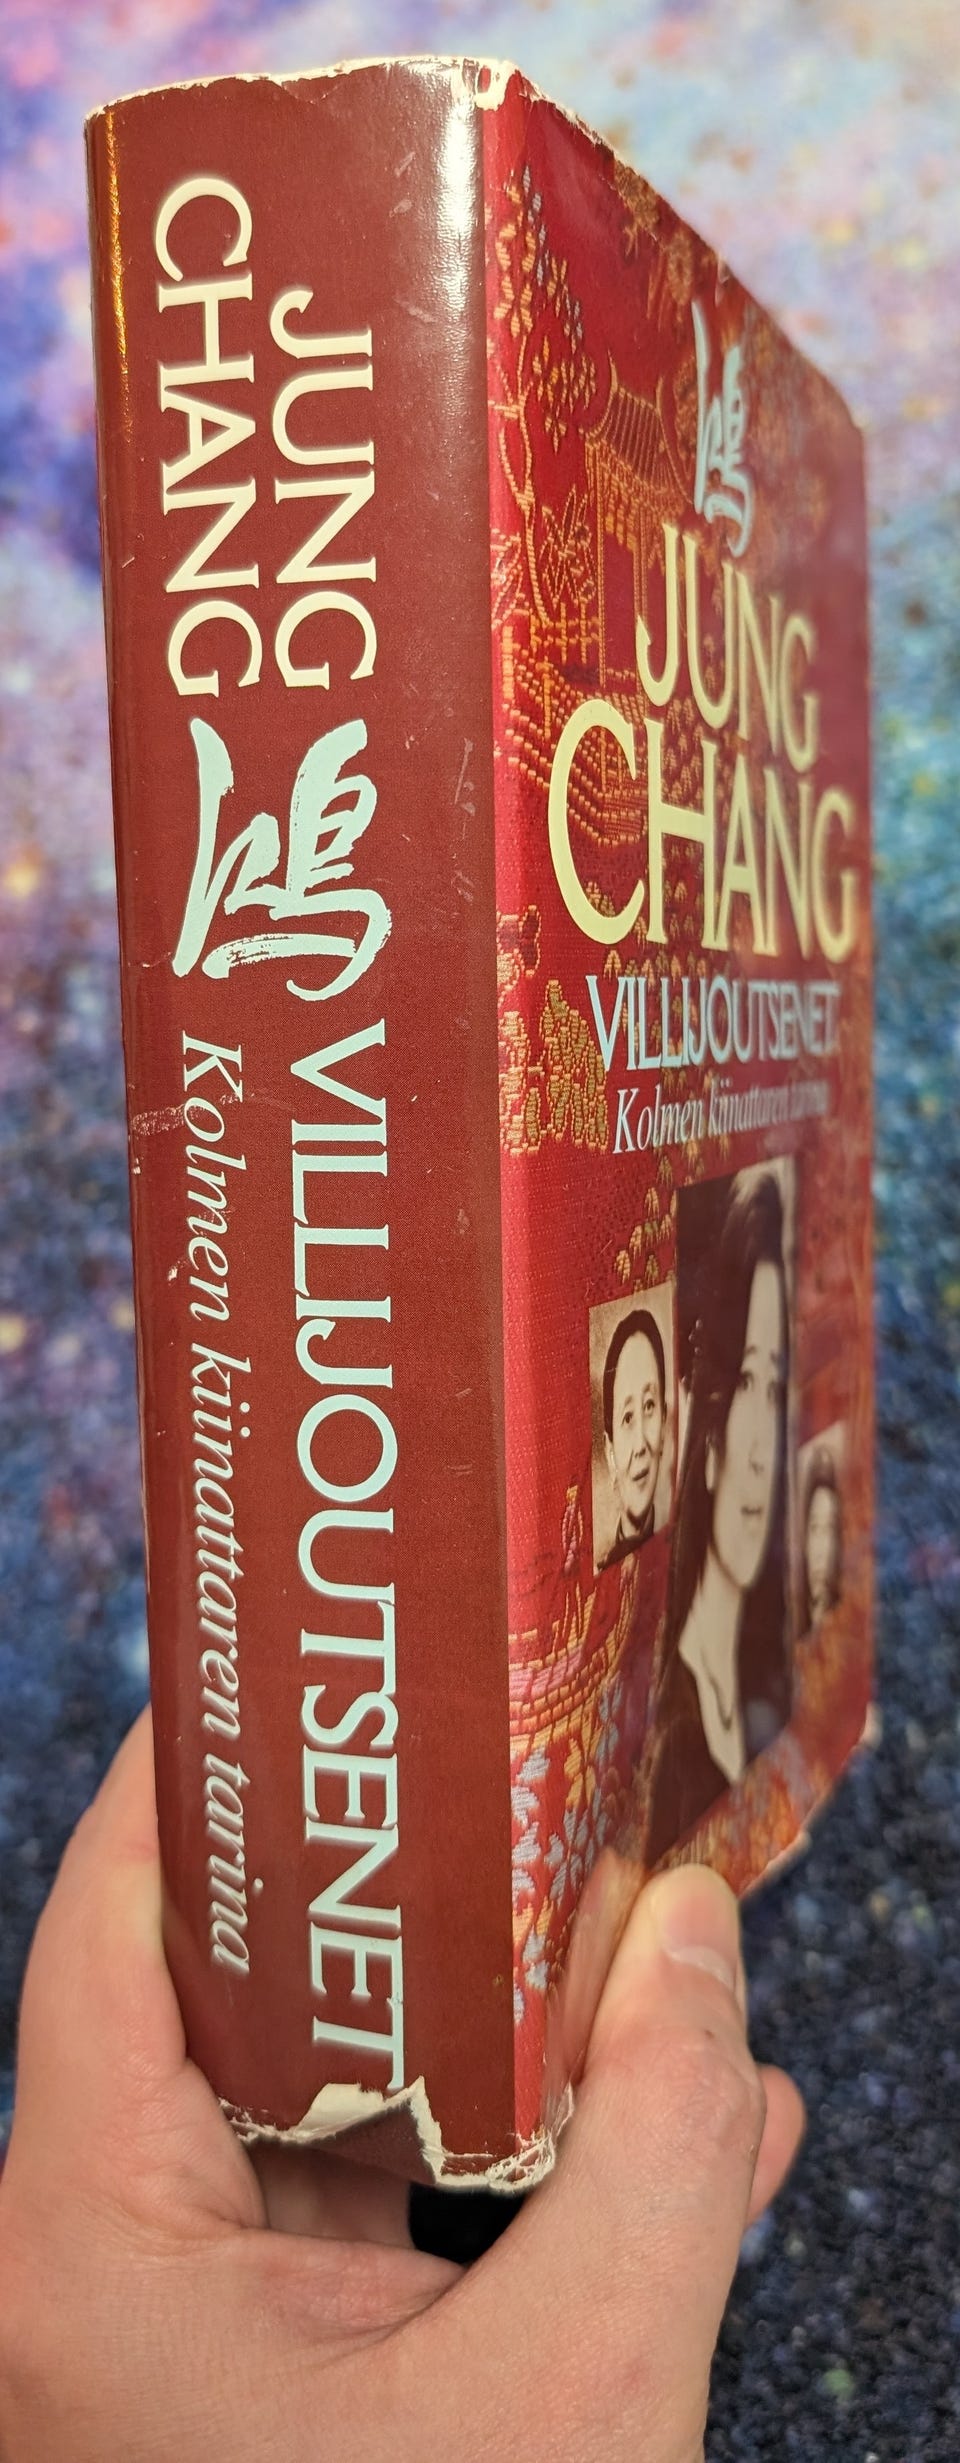 JUNG
CHANG
鴻
VILLIJOUTSENET
Kolmen kiinattaren tarina
鴻
JUNG
CHANG
VILLIJOUTSENET
Kolmen kiinattaren tarina